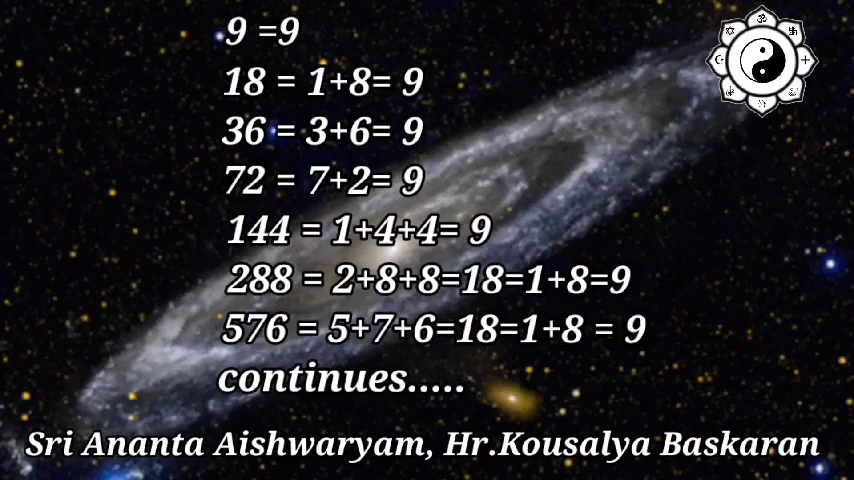 9 =9
18 = 1+8= 9
36 = 3+6= 9
72 = 7+2= 9
144 = 1+4+4= 9
288 = 2+8+8=18=1+8=9
576 = 5+7+6=18=1+8 = 9
continues.....
Sri Ananta Aishwaryam, Hr.Kousalya Baskaran